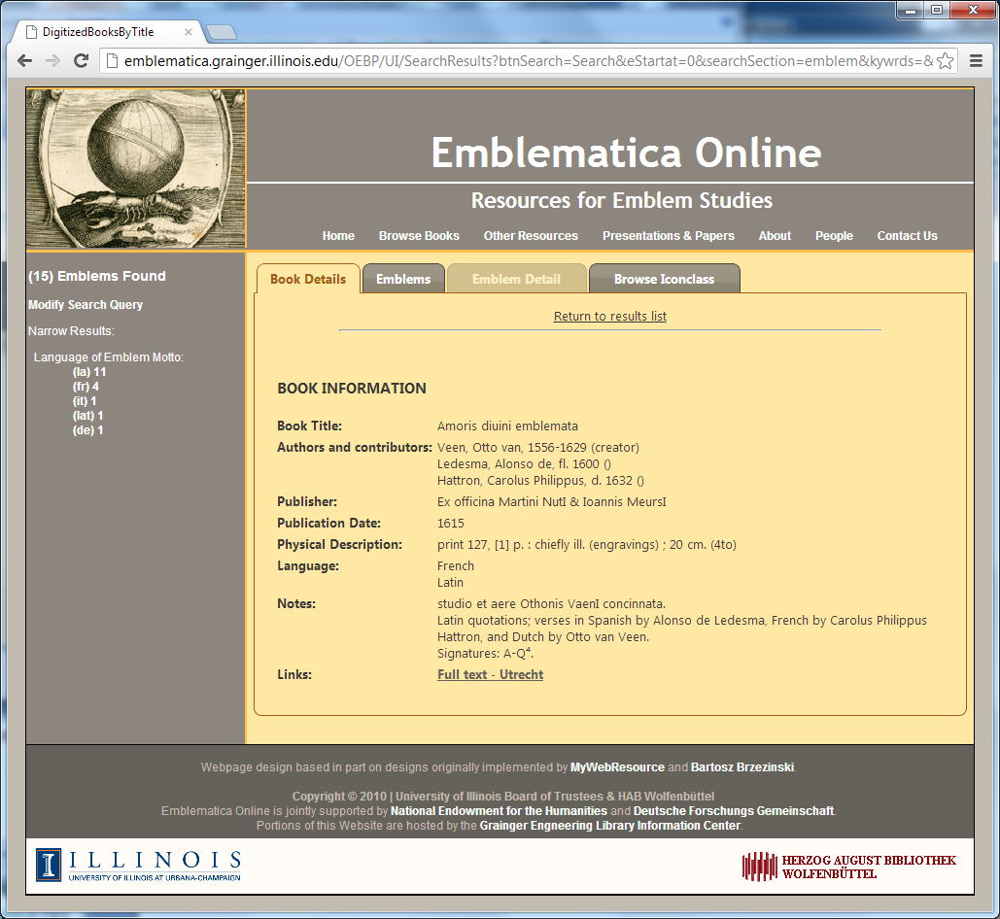 DigitizedBooksByTitle
emblematica.grainger.illinois.edu/OEBP/UI/SearchResults?btnSearch=Search&eStartat=0&searchSection=emblem&kywrds=&
Emblematica Online
Resources for Emblem Studies
Home Browse Books Other Resources Presentations & Papers About People Contact Us
(15) Emblems Found
Modify Search Query
Narrow Results:
Language of Emblem Motto:
(la) 11
(fr) 4
(it) 1
(lat) 1
(de) 1
Book Details Emblems Emblem Detail Browse Iconclass
Return to results list
BOOK INFORMATION
Book Title: Amoris diuini emblemata
Authors and contributors: Veen, Otto van, 1556-1629 (creator)
Ledesma, Alonso de, fl. 1600 ()
Hattron, Carolus Philippus, d. 1632 ()
Publisher: Ex officina Martini NutI & Ioannis MeursI
Publication Date: 1615
Physical Description: print 127, [1] p. : chiefly ill. (engravings) ; 20 cm. (4to)
Language: French
Latin
Notes: studio et aere Othonis VaenI concinnata.
Latin quotations; verses in Spanish by Alonso de Ledesma, French by Carolus Philippus
Hattron, and Dutch by Otto van Veen.
Signatures: A-Q⁴.
Links: Full text - Utrecht
Webpage design based in part on designs originally implemented by MyWebResource and Bartosz Brzezinski.
Copyright © 2010 | University of Illinois Board of Trustees & HAB Wolfenbüttel
Emblematica Online is jointly supported by National Endowment for the Humanities and Deutsche Forschungs Gemeinschaft.
Portions of this Website are hosted by the Grainger Engneering Library Information Center.
I ILLINOIS
UNIVERSITY OF ILLINOIS AT URBANA-CHAMPAIGN
HERZOG AUGUST BIBLIOTHEK
WOLFENBÜTTEL